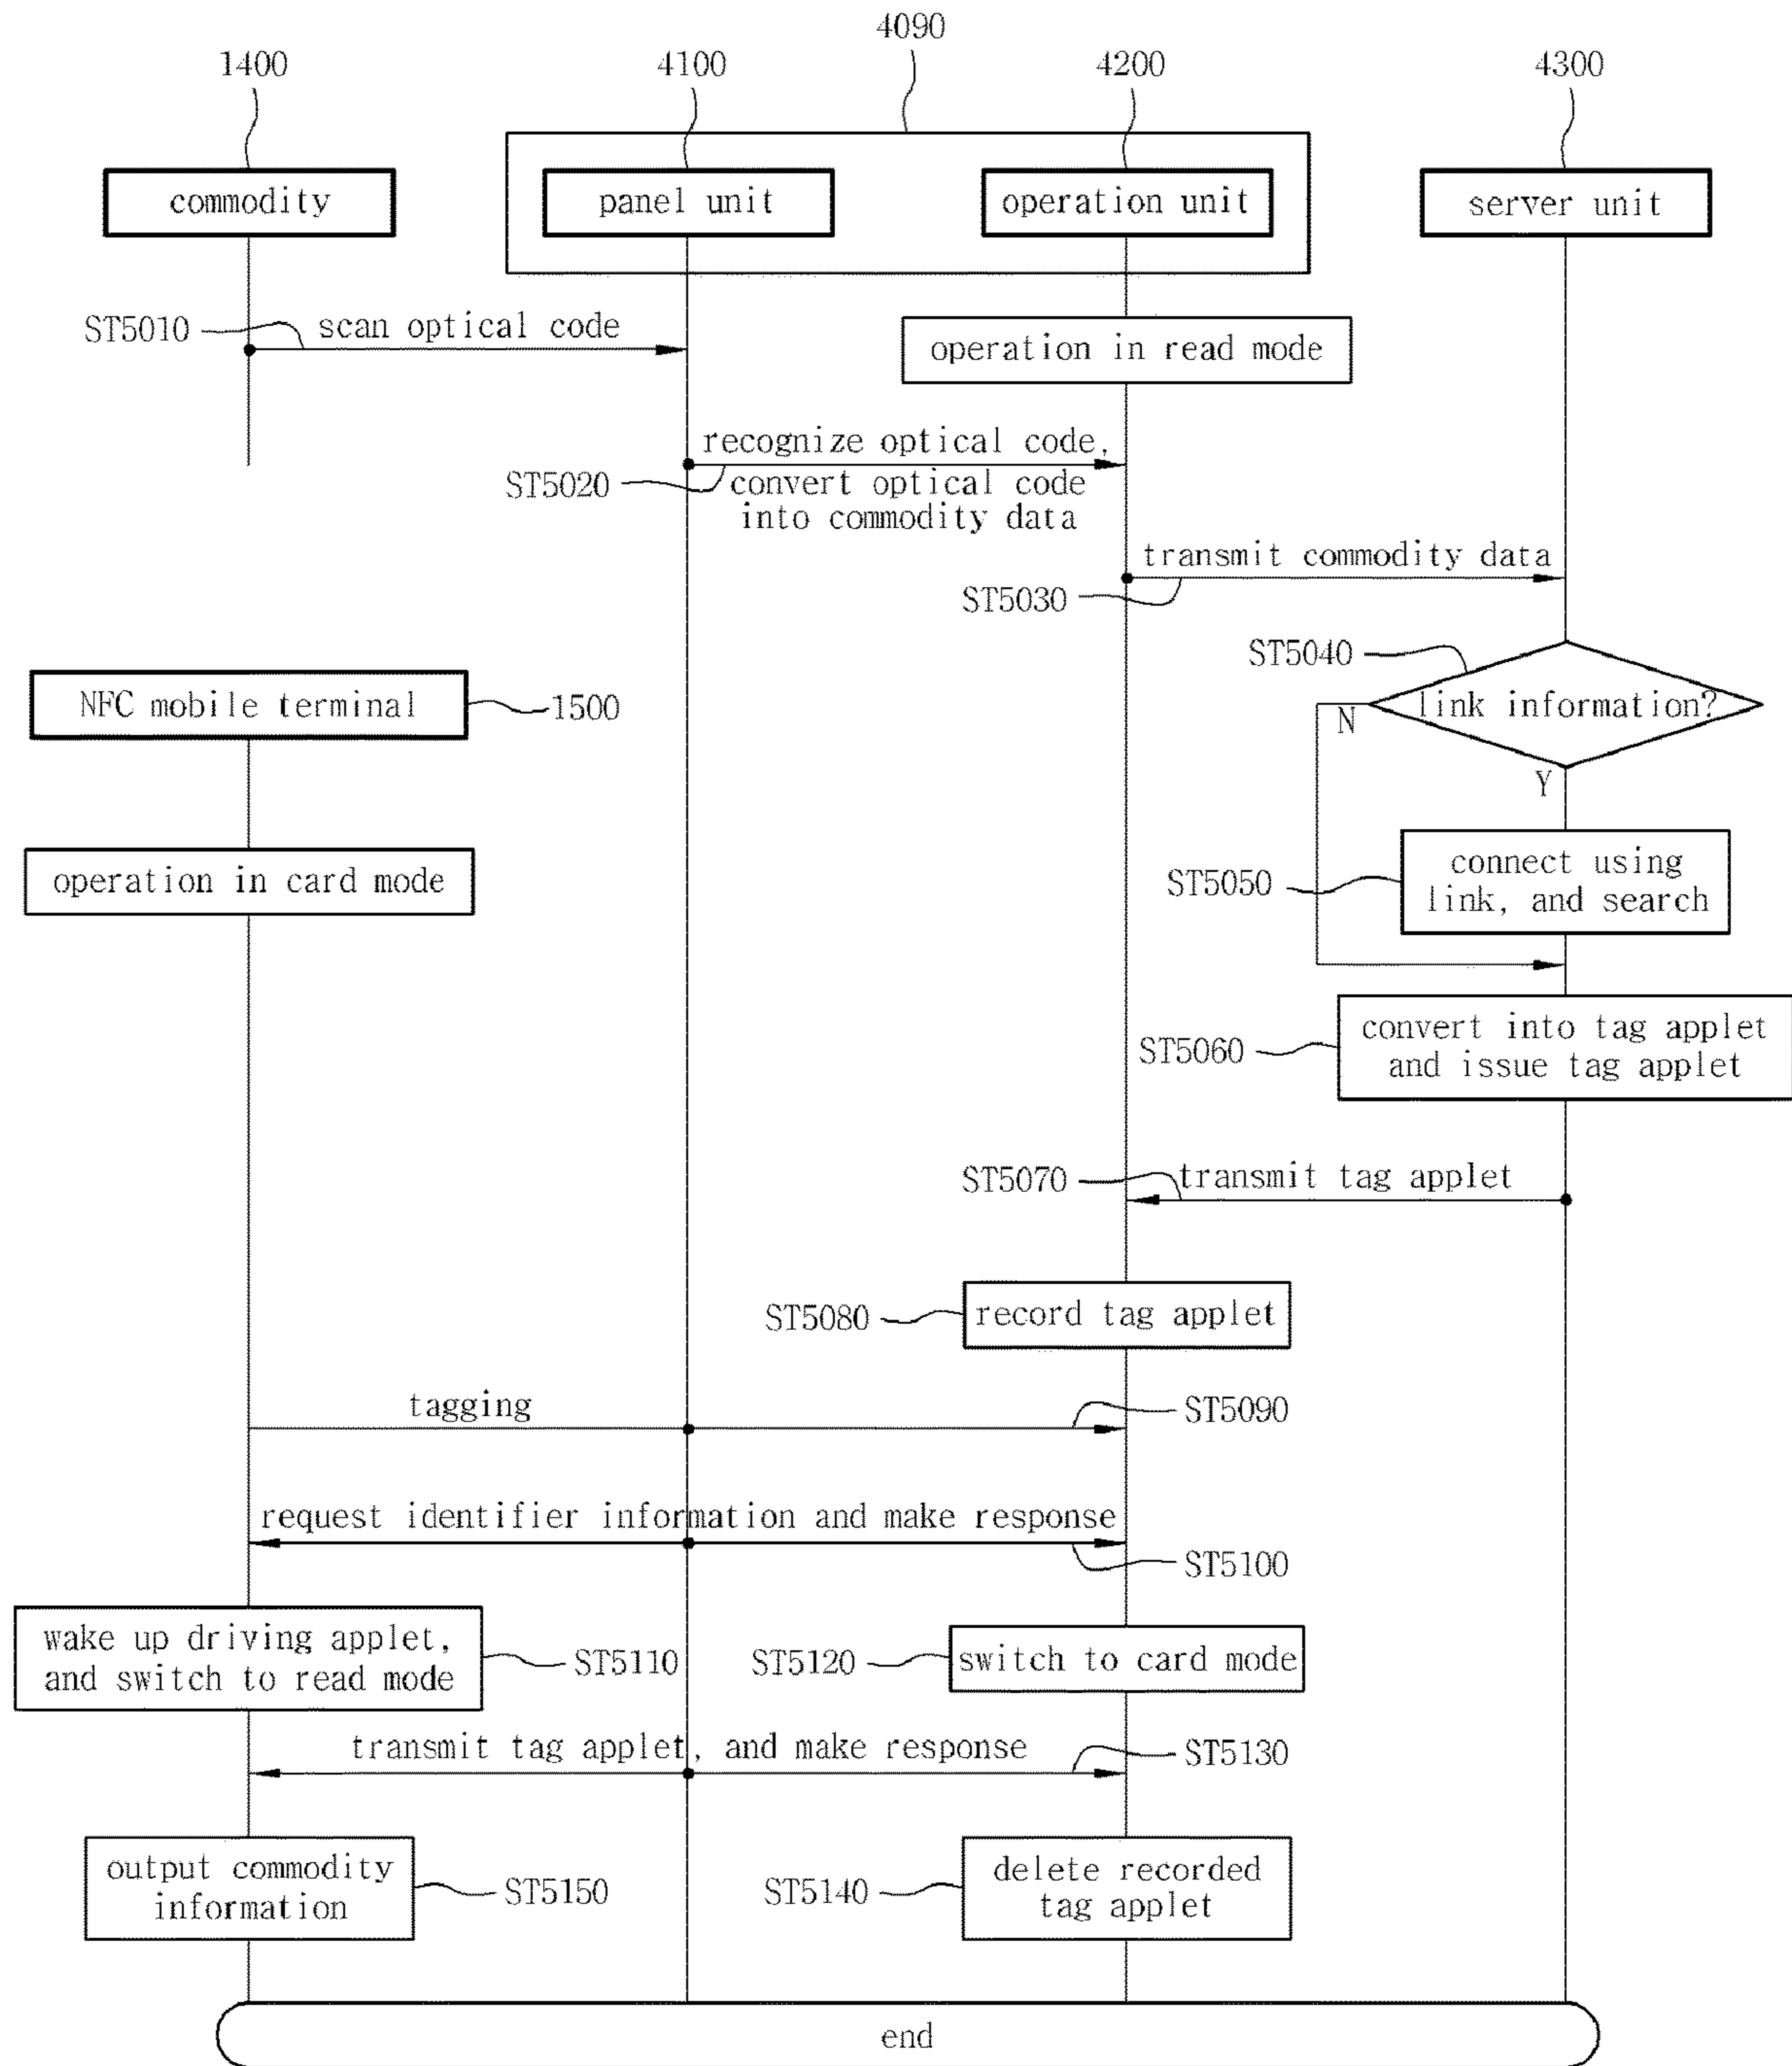 4090
1400
4100
4200
4300
commodity
panel unit
operation unit
server unit
ST5010
scan optical code
operation in read mode
recognize optical code,
ST5020
convert optical code
into commodity data
transmit commodity data
ST5030
ST5040
link information?
N
Y
NFC mobile terminal
1500
operation in card mode
ST5050
connect using
link, and search
ST5060
convert into tag applet
and issue tag applet
ST5070
transmit tag applet
ST5080
record tag applet
tagging
ST5090
request identifier information and make response
ST5100
wake up driving applet,
and switch to read mode
ST5110
ST5120
switch to card mode
transmit tag applet, and make response
ST5130
output commodity
information
ST5150
ST5140
delete recorded
tag applet
end